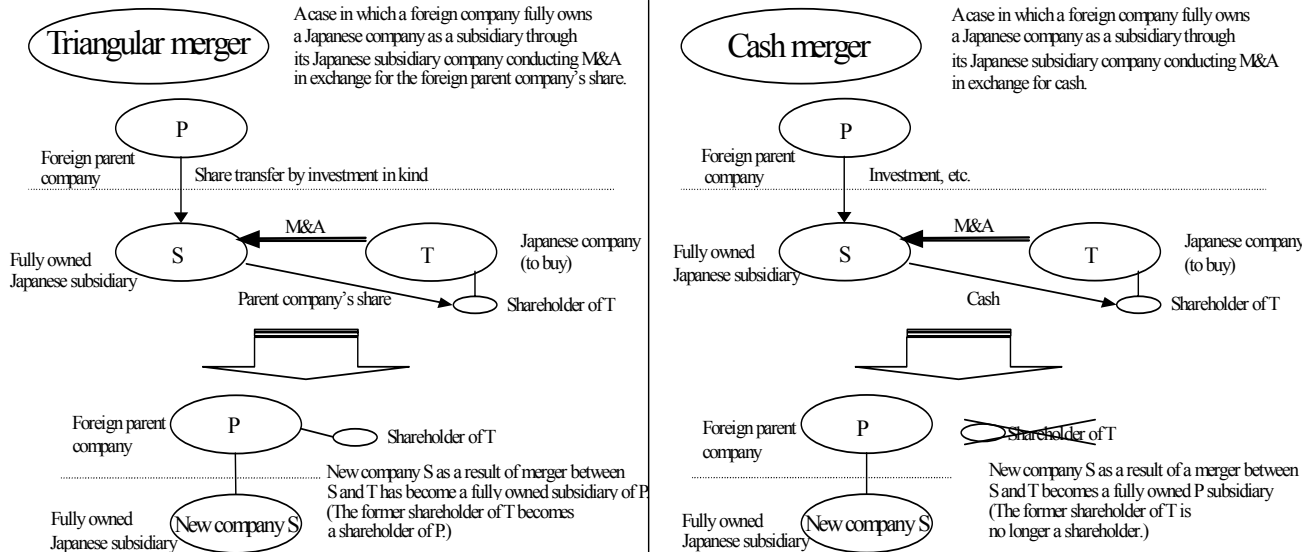 Triangular merger
A case in which a foreign company fully owns
a Japanese company as a subsidiary through
its Japanese subsidiary company conducting M&A
in exchange for the foreign parent company's share.
P
Foreign parent
company
Share transfer by investment in kind
M&A
S
T
Fully owned
Japanese subsidiary
Japanese company
(to buy)
Parent company's share
Shareholder of T
P
Foreign parent
company
Shareholder of T
New company S as a result of merger between
S and T has become a fully owned subsidiary of P.
(The former shareholder of T becomes
a shareholder of P.)
Fully owned
Japanese subsidiary
New company S
Cash merger
A case in which a foreign company fully owns
a Japanese company as a subsidiary through
its Japanese subsidiary company conducting M&A
in exchange for cash.
P
Foreign parent
company
Investment, etc.
M&A
S
T
Fully owned
Japanese subsidiary
Japanese company
(to buy)
Cash
Shareholder of T
P
Foreign parent
company
Shareholder of T
New company S as a result of a merger between
S and T becomes a fully owned P subsidiary
(The former shareholder of T is
no longer a shareholder.)
Fully owned
Japanese subsidiary
New company S